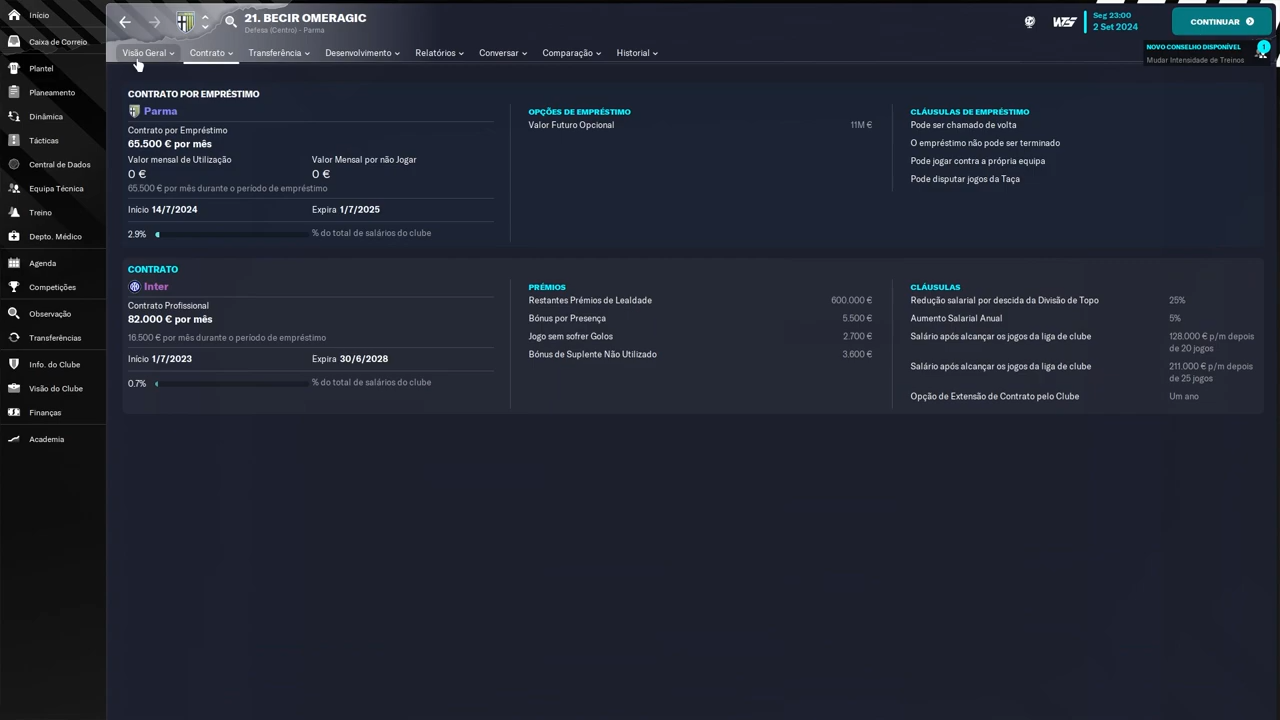 Início
Caixa de Correio
Plantel
Planeamento
Dinâmica
Tácticas
Central de Dados
Equipa Técnica
Treino
Depto. Médico
Agenda
Competições
Observação
Transferências
Info. do Clube
Visão do Clube
Finanças
Academia
21. BECIR OMERAGIC
Defesa (Centro) - Parma
Seg 23:00
2 Set 2024
CONTINUAR
NOVO CONSELHO DISPONÍVEL
1
Mudar Intensidade de Treinos
Visão Geral
Contrato
Transferência
Desenvolvimento
Relatórios
Conversar
Comparação
Historial
CONTRATO POR EMPRÉSTIMO
Parma
Contrato por Empréstimo
65.500 € por mês
Valor mensal de Utilização
Valor Mensal por não Jogar
0 €
0 €
65.500 € por mês durante o período de empréstimo
Início 14/7/2024
Expira 1/7/2025
2.9%
% do total de salários do clube
OPÇÕES DE EMPRÉSTIMO
Valor Futuro Opcional 11M €
CLÁUSULAS DE EMPRÉSTIMO
Pode ser chamado de volta
O empréstimo não pode ser terminado
Pode jogar contra a própria equipa
Pode disputar jogos da Taça
CONTRATO
Inter
Contrato Profissional
82.000 € por mês
16.500 € por mês durante o período de empréstimo
Início 1/7/2023
Expira 30/6/2028
0.7%
% do total de salários do clube
PRÉMIOS
Restantes Prémios de Lealdade 600.000 €
Bónus por Presença 5.500 €
Jogo sem sofrer Golos 2.700 €
Bónus de Suplente Não Utilizado 3.600 €
CLÁUSULAS
Redução salarial por descida da Divisão de Topo 25%
Aumento Salarial Anual 5%
Salário após alcançar os jogos da liga de clube 128.000 € p/m depois
de 20 jogos
Salário após alcançar os jogos da liga de clube 211.000 € p/m depois
de 25 jogos
Opção de Extensão de Contrato pelo Clube Um ano